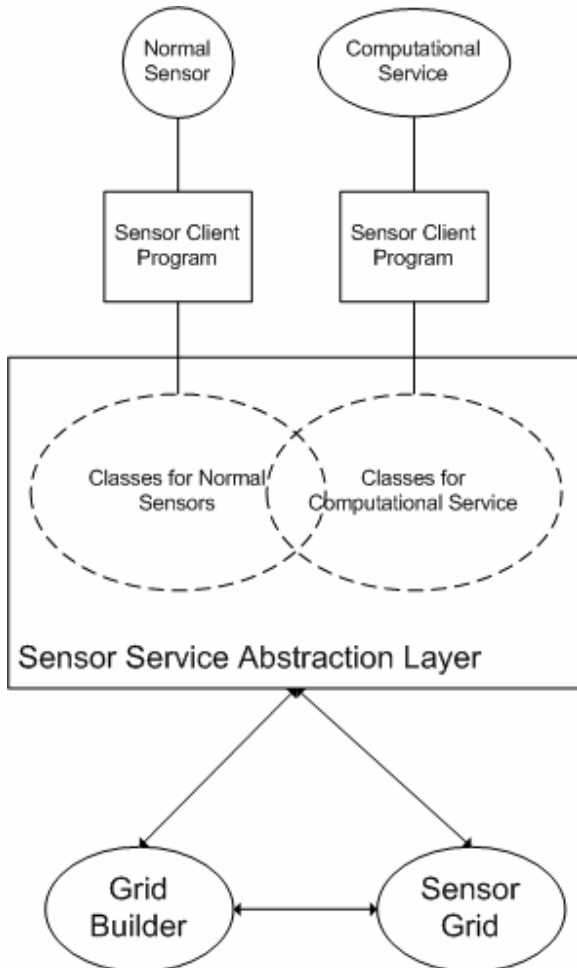 Normal
Sensor
Computational
Service
Sensor Client
Program
Sensor Client
Program
Classes for Normal
Sensors
Classes for
Computational Service
Sensor Service Abstraction Layer
Grid
Builder
Sensor
Grid